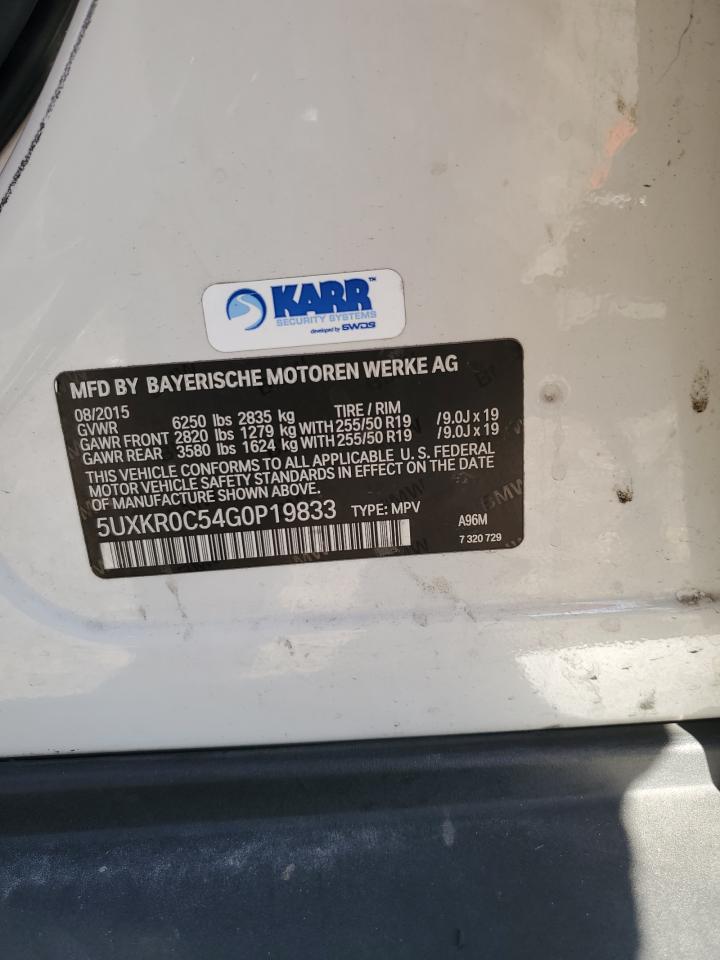 KARR™
SECURITY SYSTEMS
developed by SWDS
MFD BY BAYERISCHE MOTOREN WERKE AG
08/2015
GVWR 6250 lbs 2835 kg TIRE / RIM
GAWR FRONT 2820 lbs 1279 kg WITH 255/50 R19 /9.0J x 19
GAWR REAR 3580 lbs 1624 kg WITH 255/50 R19 /9.0J x 19
THIS VEHICLE CONFORMS TO ALL APPLICABLE U.S. FEDERAL
MOTOR VEHICLE SAFETY STANDARDS IN EFFECT ON THE DATE
OF MANUFACTURE SHOWN ABOVE.
5UXKR0C54G0P19833 TYPE: MPV A96M
7 320 729